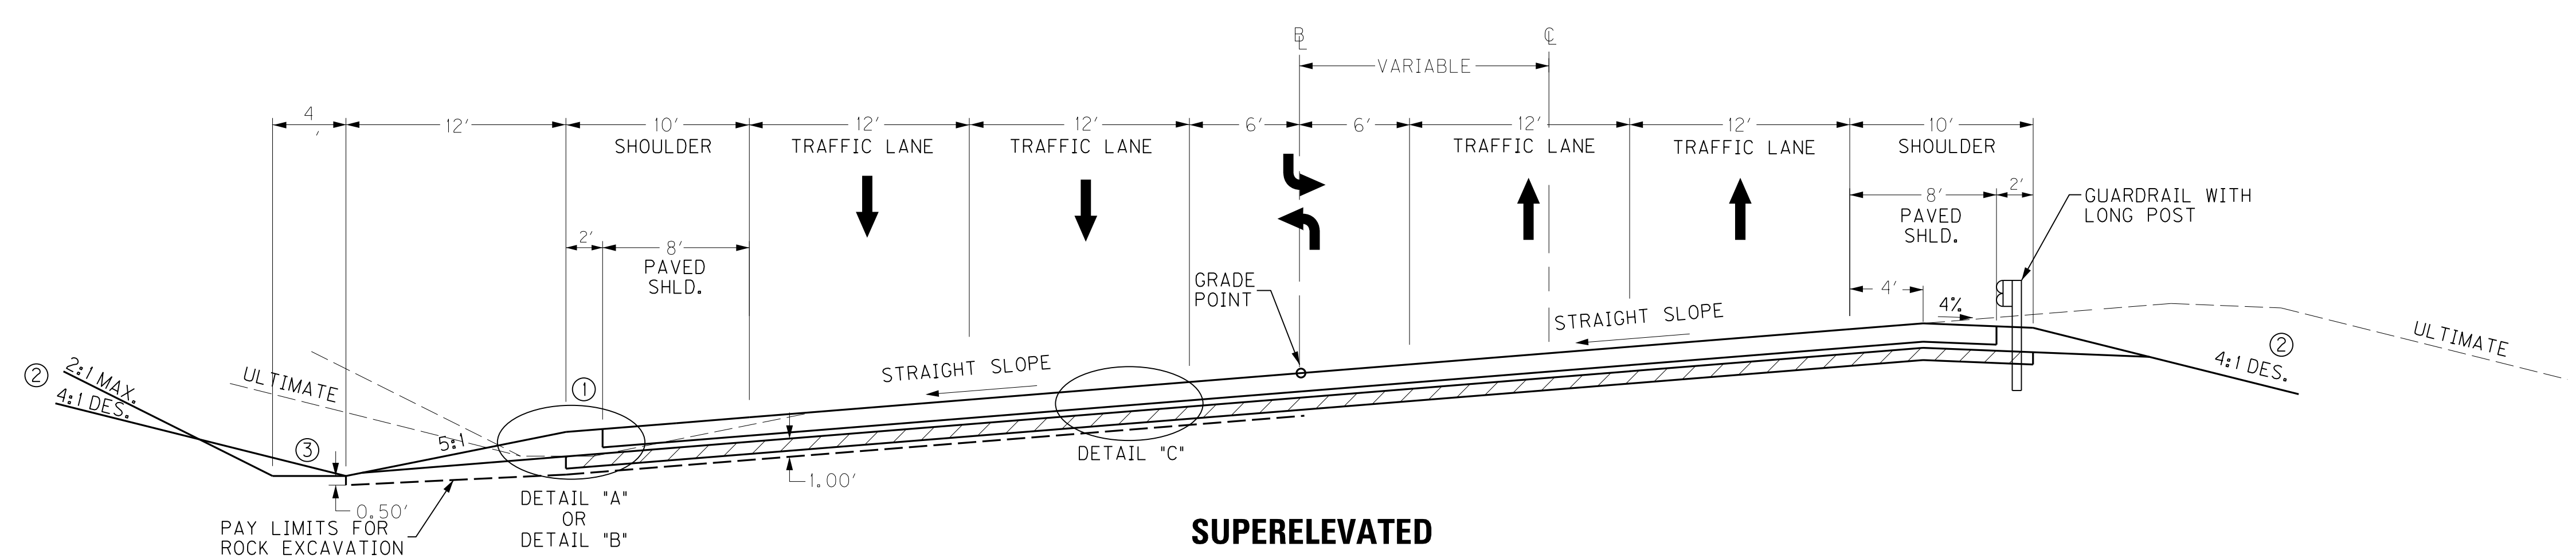 BL
CL
VARIABLE
4'
12'
10'
12'
12'
6'
6'
12'
12'
10'
SHOULDER
TRAFFIC LANE
TRAFFIC LANE
TRAFFIC LANE
TRAFFIC LANE
SHOULDER
8'
2'
PAVED
SHLD.
GUARDRAIL WITH
LONG POST
2'
8'
PAVED
SHLD.
GRADE
POINT
4'
4%
STRAIGHT SLOPE
STRAIGHT SLOPE
ULTIMATE
2
4:1 DES.
2
2:1 MAX.
4:1 DES.
ULTIMATE
1
3
5:1
DETAIL "C"
1.00'
0.50'
DETAIL "A"
OR
DETAIL "B"
PAY LIMITS FOR
ROCK EXCAVATION
SUPERELEVATED